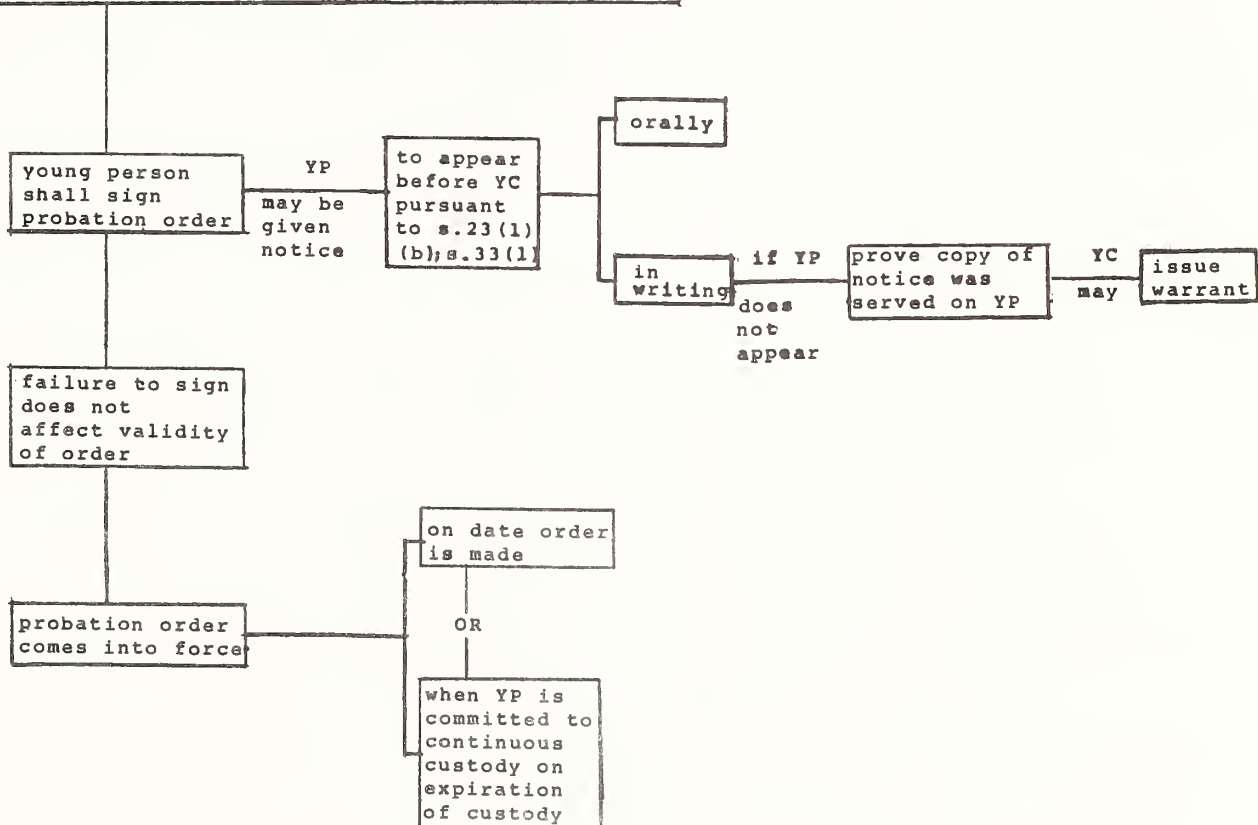 orally
young person
shall sign
probation order
YP
may be
given
notice
to appear
before YC
pursuant
to s.23(1)
(b);s.33(1)
in
writing
if YP
does
not
appear
prove copy of
notice was
served on YP
YC
may
issue
warrant
failure to sign
does not
affect validity
of order
probation order
comes into force
on date order
is made
OR
when YP is
committed to
continuous
custody on
expiration
of custody